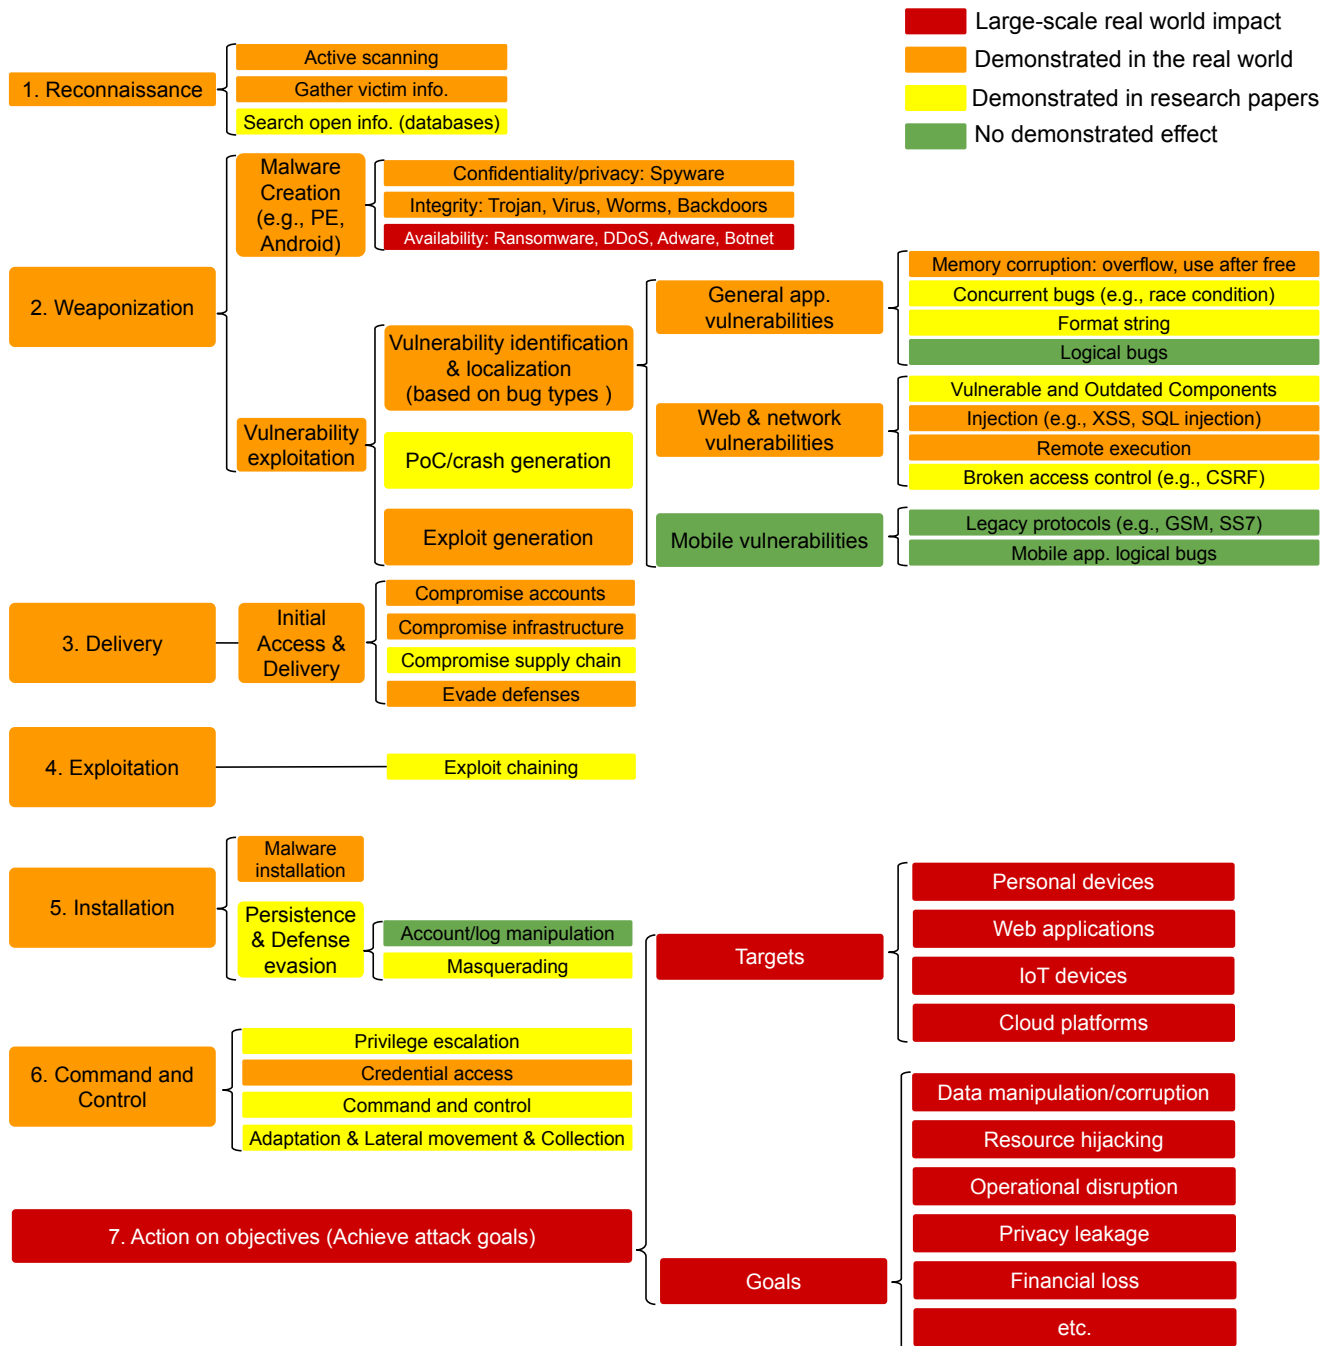 Large-scale real world impact
Demonstrated in the real world
Demonstrated in research papers
No demonstrated effect
1. Reconnaissance
Active scanning
Gather victim info.
Search open info. (databases)
2. Weaponization
Malware
Creation
(e.g., PE,
Android)
Confidentiality/privacy: Spyware
Integrity: Trojan, Virus, Worms, Backdoors
Availability: Ransomware, DDoS, Adware, Botnet
Vulnerability
exploitation
Vulnerability identification
& localization
(based on bug types )
PoC/crash generation
Exploit generation
General app.
vulnerabilities
Memory corruption: overflow, use after free
Concurrent bugs (e.g., race condition)
Format string
Logical bugs
Web & network
vulnerabilities
Vulnerable and Outdated Components
Injection (e.g., XSS, SQL injection)
Remote execution
Broken access control (e.g., CSRF)
Mobile vulnerabilities
Legacy protocols (e.g., GSM, SS7)
Mobile app. logical bugs
3. Delivery
Initial
Access &
Delivery
Compromise accounts
Compromise infrastructure
Compromise supply chain
Evade defenses
4. Exploitation
Exploit chaining
5. Installation
Malware
installation
Persistence
& Defense
evasion
Account/log manipulation
Masquerading
6. Command and
Control
Privilege escalation
Credential access
Command and control
Adaptation & Lateral movement & Collection
7. Action on objectives (Achieve attack goals)
Targets
Personal devices
Web applications
IoT devices
Cloud platforms
Goals
Data manipulation/corruption
Resource hijacking
Operational disruption
Privacy leakage
Financial loss
etc.